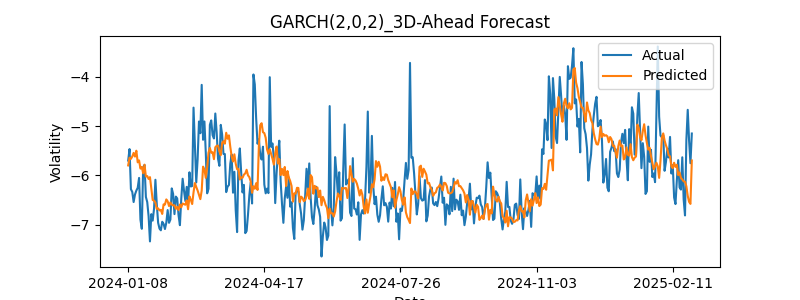 GARCH(2,0,2)_3D-Ahead Forecast
Actual
Predicted
Volatility
−4
−5
−6
−7
2024-01-08
2024-04-17
2024-07-26
2024-11-03
2025-02-11